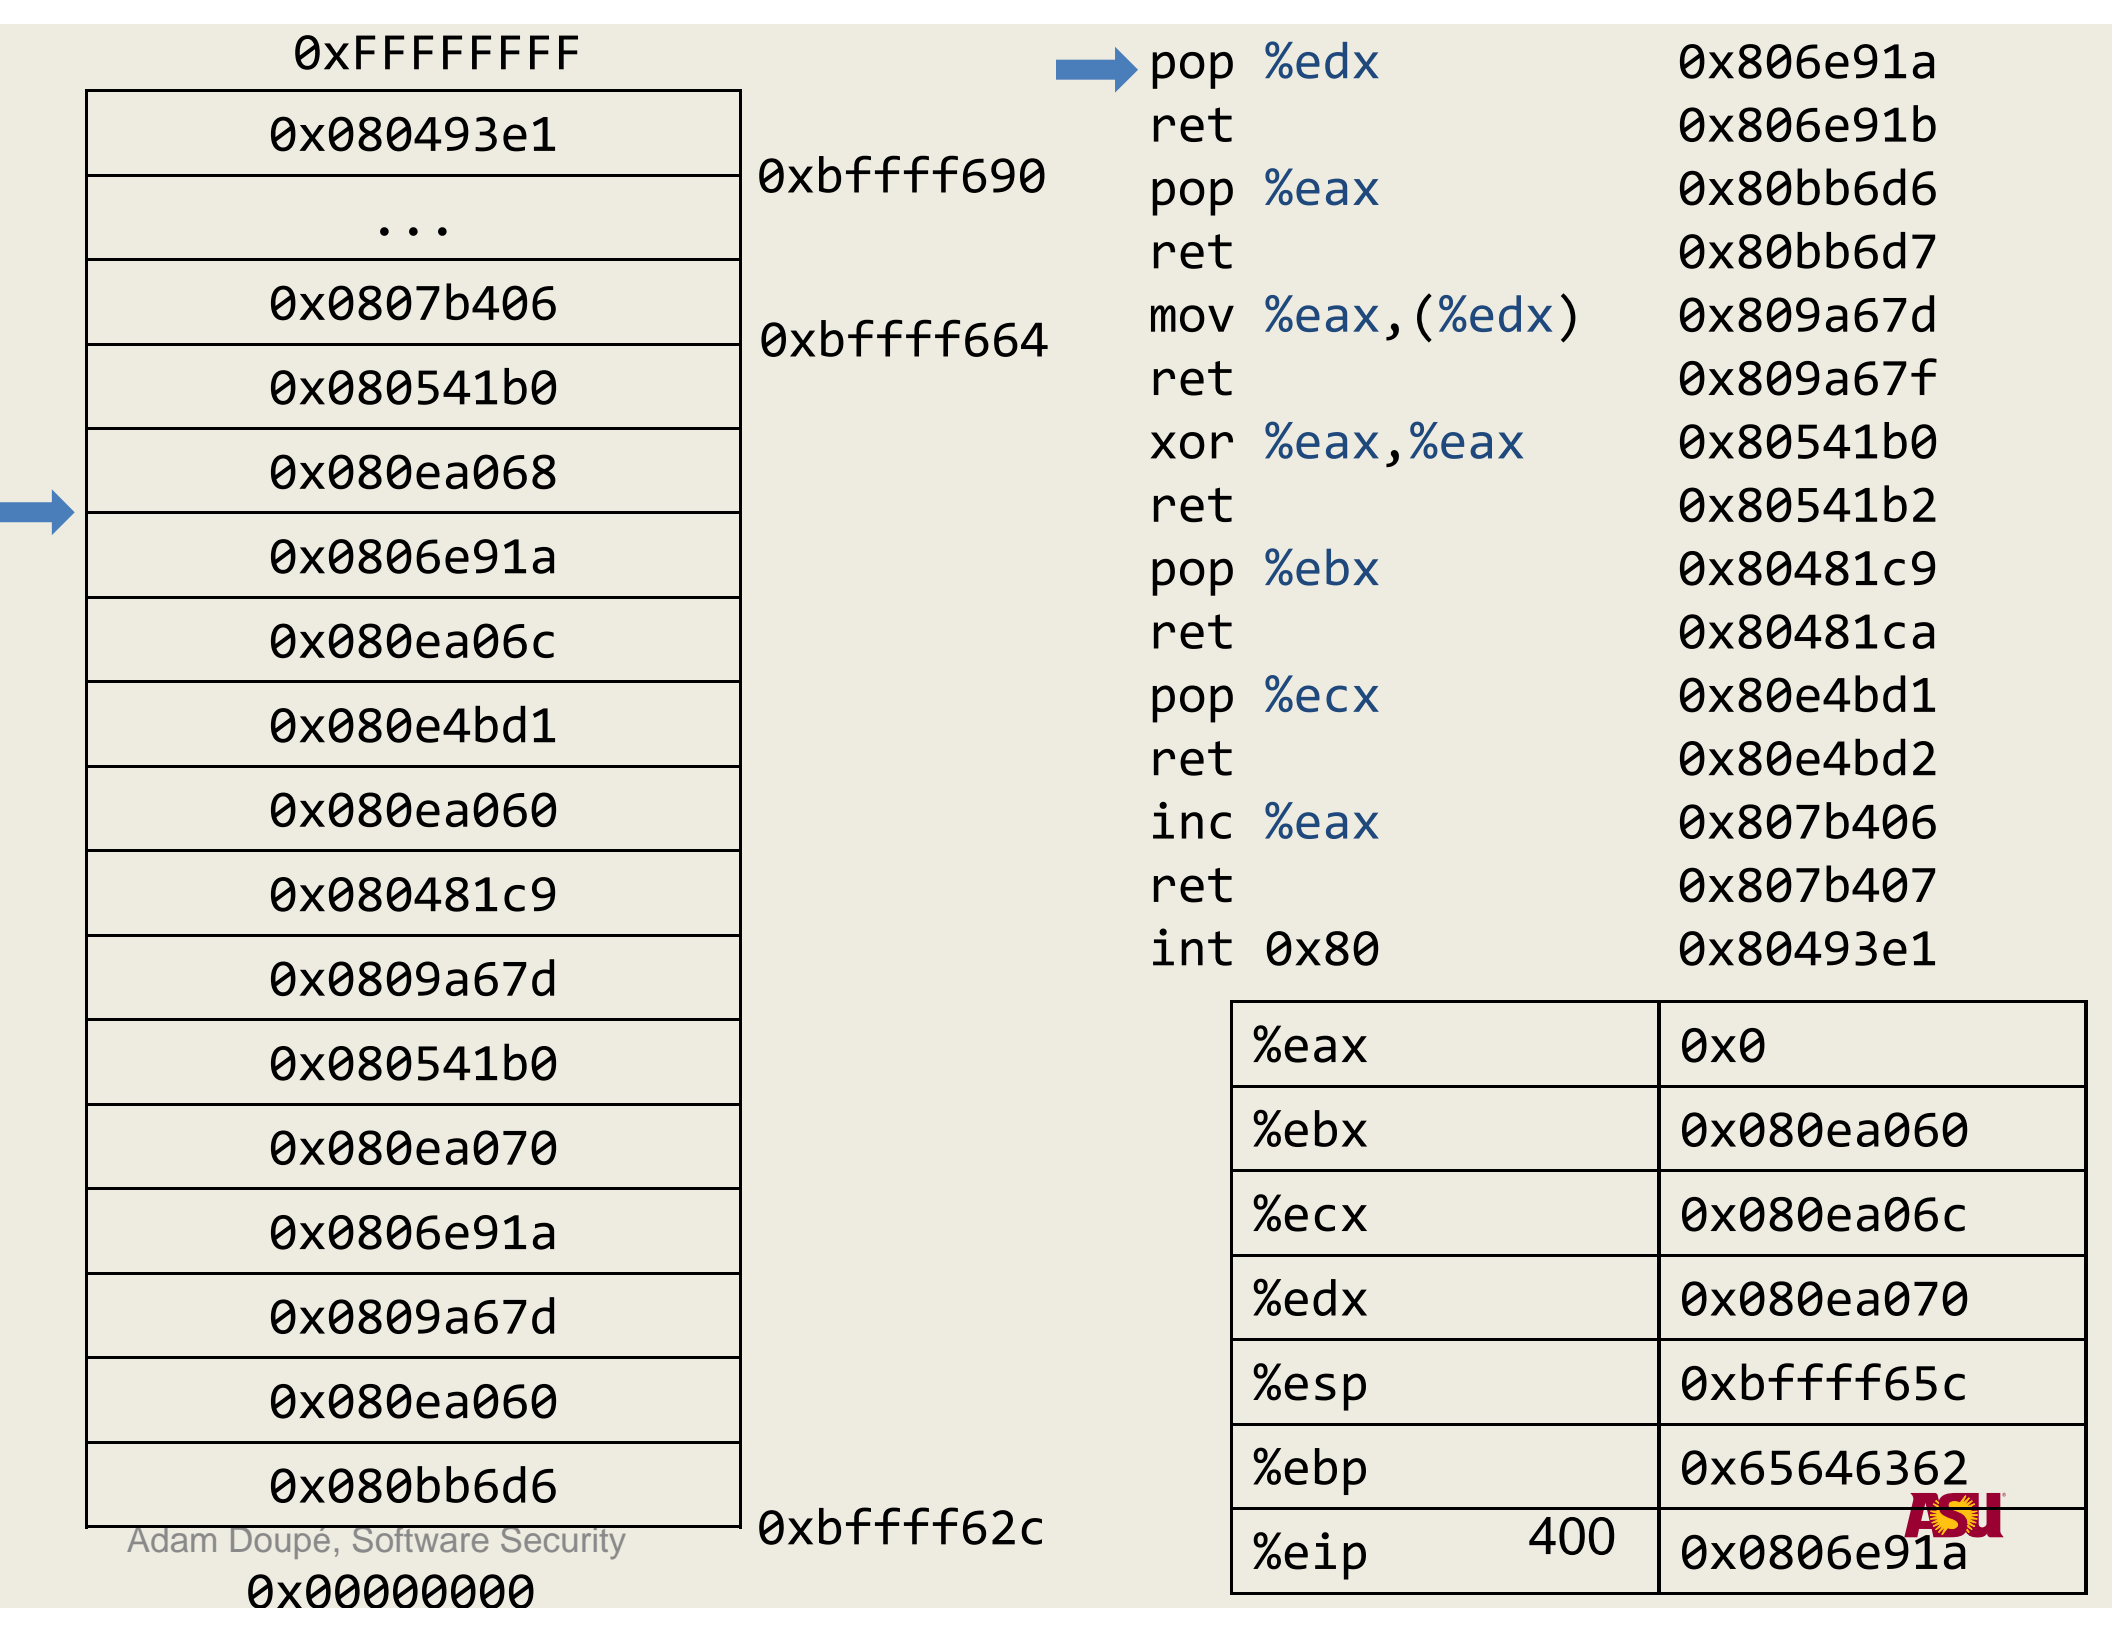 0xFFFFFFFF
0x080493e1
0xbffff690
...
0x0807b406
0xbffff664
0x080541b0
0x080ea068
0x0806e91a
0x080ea06c
0x080e4bd1
0x080ea060
0x080481c9
0x0809a67d
0x080541b0
0x080ea070
0x0806e91a
0x0809a67d
0x080ea060
0x080bb6d6
0xbffff62c
Adam Doupé, Software Security
0x00000000
pop %edx 0x806e91a
ret 0x806e91b
pop %eax 0x80bb6d6
ret 0x80bb6d7
mov %eax,(%edx) 0x809a67d
ret 0x809a67f
xor %eax,%eax 0x80541b0
ret 0x80541b2
pop %ebx 0x80481c9
ret 0x80481ca
pop %ecx 0x80e4bd1
ret 0x80e4bd2
inc %eax 0x807b406
ret 0x807b407
int 0x80 0x80493e1
%eax 0x0
%ebx 0x080ea060
%ecx 0x080ea06c
%edx 0x080ea070
%esp 0xbffff65c
%ebp 0x65646362
%eip 0x0806e91a
400
ASU